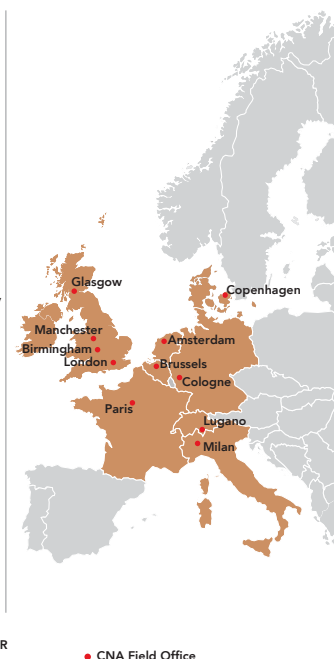 Glasgow
Copenhagen
Manchester
Amsterdam
Birmingham
London
Brussels
Cologne
Paris
Lugano
Milan
R
CNA Field Office